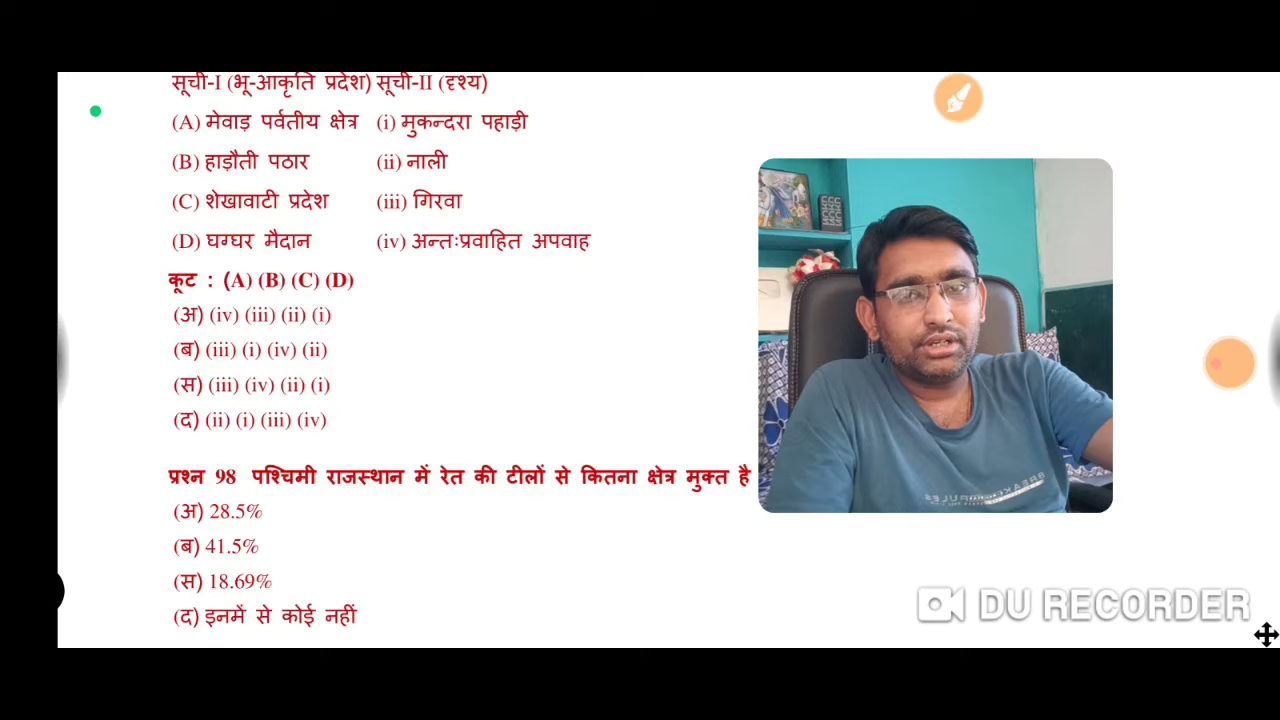 सूची-I (भू-आकृति प्रदेश) सूची-II (दृश्य)
(A) मेवाड़ पर्वतीय क्षेत्र (i) मुकन्दरा पहाड़ी
(B) हाड़ौती पठार (ii) नाली
(C) शेखावाटी प्रदेश (iii) गिरवा
(D) घग्घर मैदान (iv) अन्तःप्रवाहित अपवाह
कूट : (A) (B) (C) (D)
(अ) (iv) (iii) (ii) (i)
(ब) (iii) (i) (iv) (ii)
(स) (iii) (iv) (ii) (i)
(द) (ii) (i) (iii) (iv)
प्रश्न 98 पश्चिमी राजस्थान में रेत की टीलों से कितना क्षेत्र मुक्त है
(अ) 28.5%
(ब) 41.5%
(स) 18.69%
(द) इनमें से कोई नहीं
DU RECORDER